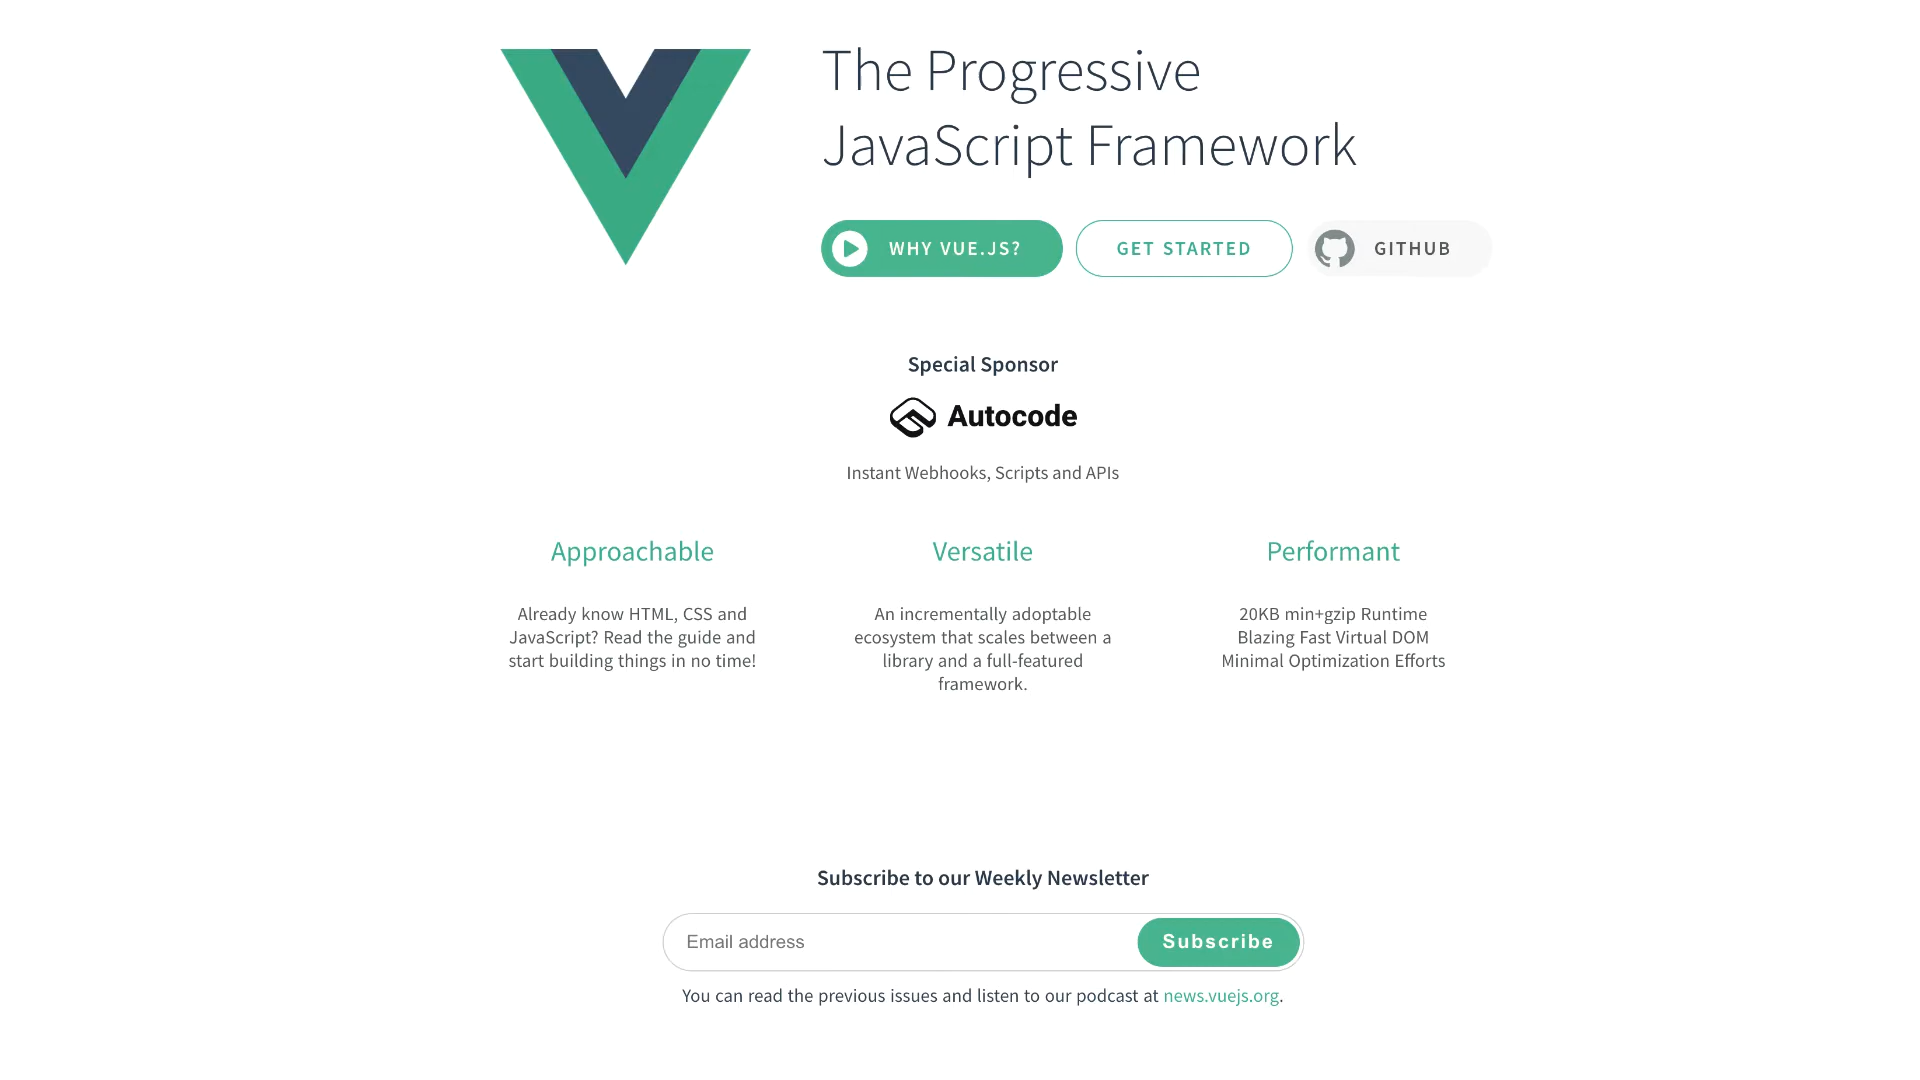 The Progressive
JavaScript Framework
WHY VUE.JS?
GET STARTED
GITHUB
Special Sponsor
Autocode
Instant Webhooks, Scripts and APIs
Approachable
Already know HTML, CSS and
JavaScript? Read the guide and
start building things in no time!
Versatile
An incrementally adoptable
ecosystem that scales between a
library and a full-featured
framework.
Performant
20KB min+gzip Runtime
Blazing Fast Virtual DOM
Minimal Optimization Efforts
Subscribe to our Weekly Newsletter
Email address
Subscribe
You can read the previous issues and listen to our podcast at news.vuejs.org.